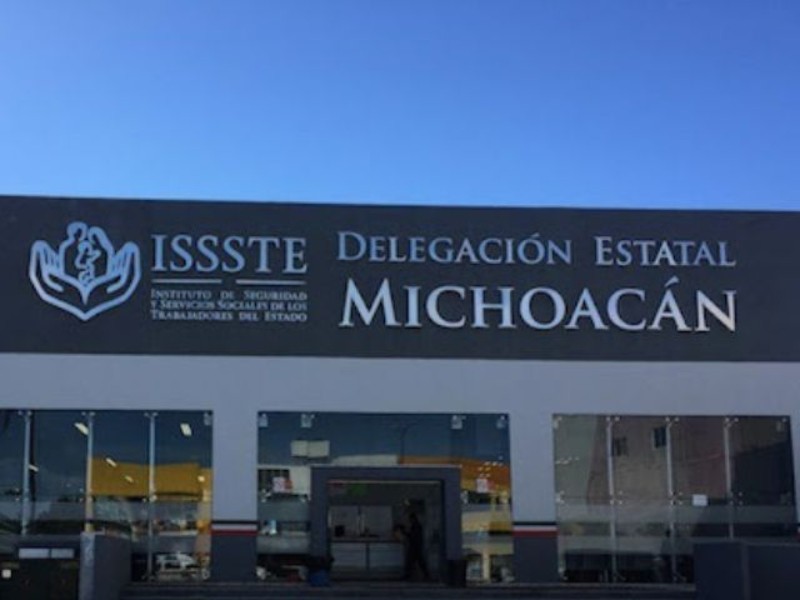 ISSSTE
INSTITUTO DE SEGURIDAD
Y SERVICIOS SOCIALES DE LOS
TRABAJADORES DEL ESTADO
DELEGACIÓN ESTATAL
MICHOACÁN